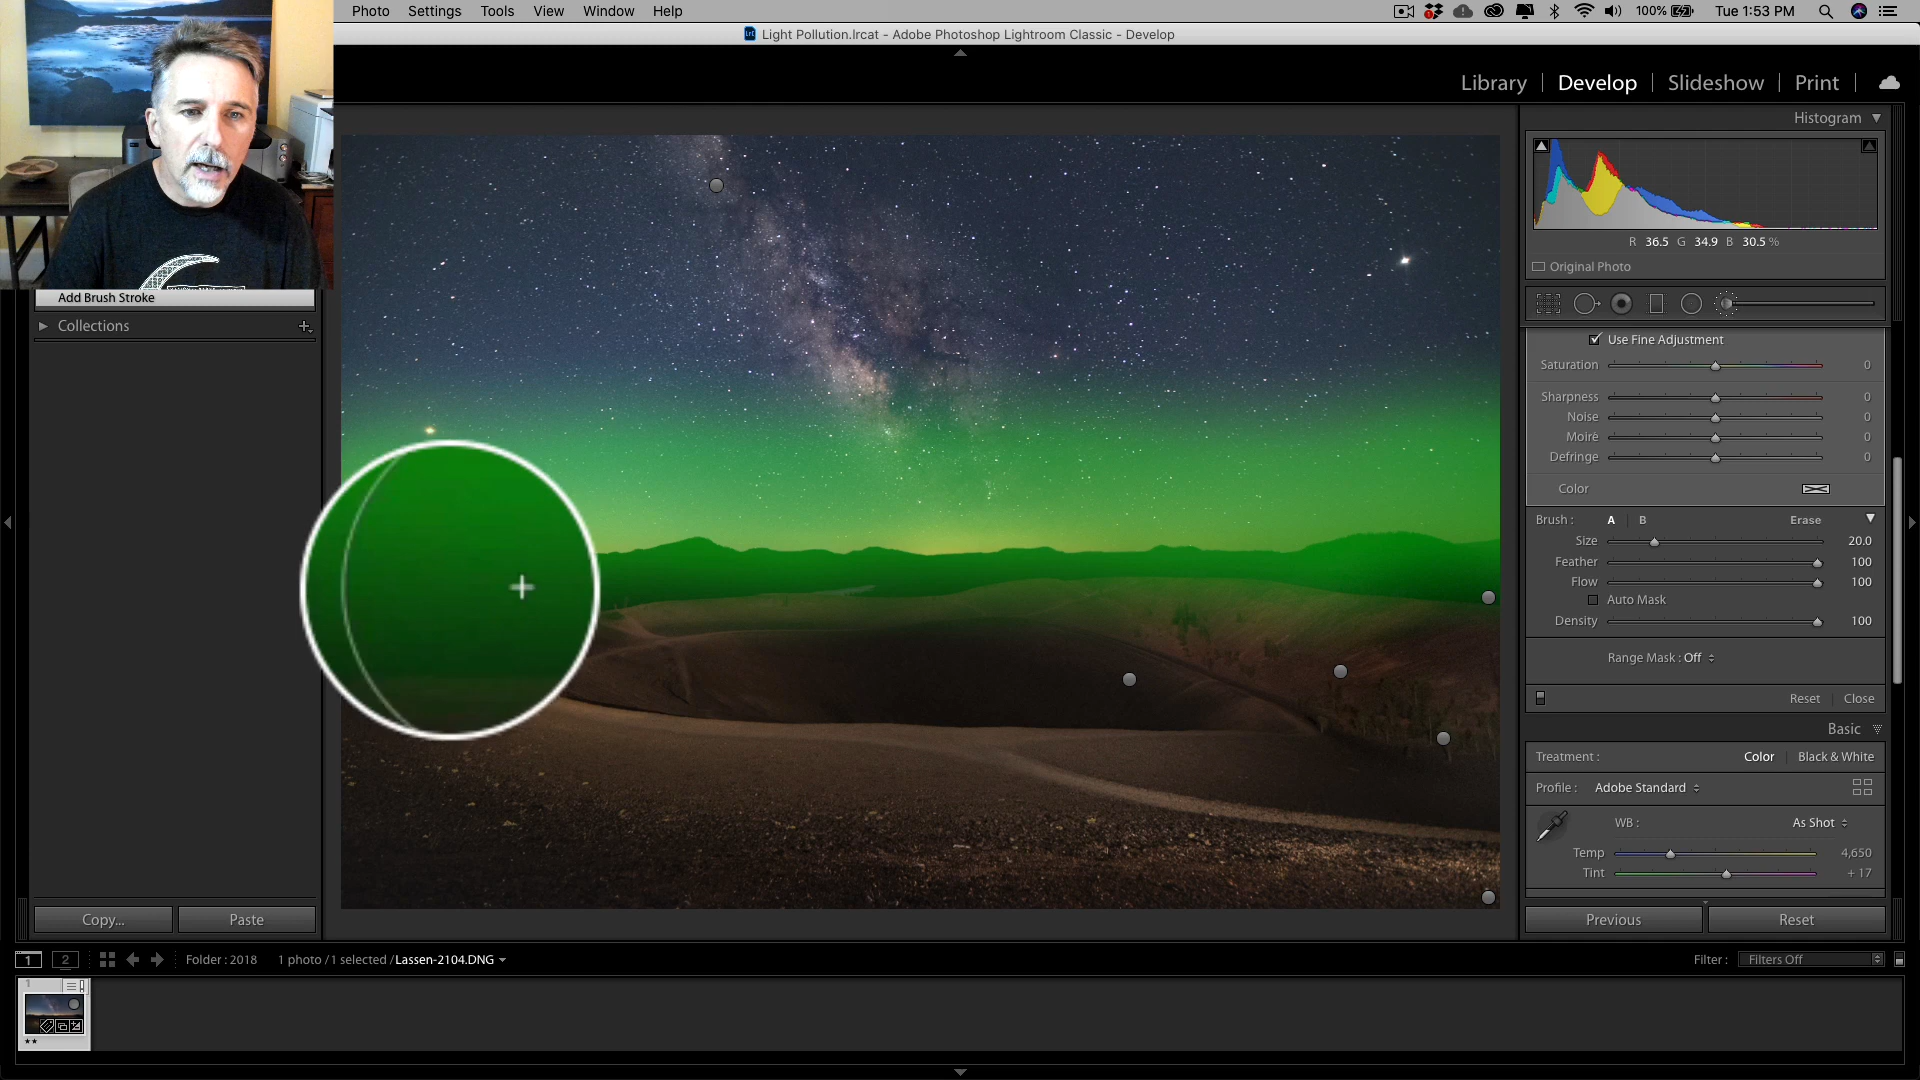 Photo Settings Tools View Window Help 100% Tue 1:53 PM
Light Pollution.lrcat - Adobe Photoshop Lightroom Classic - Develop
Library Develop Slideshow Print
Histogram
R 36.5 G 34.9 B 30.5 %
Original Photo
Add Brush Stroke
Collections
Use Fine Adjustment
Saturation 0
Sharpness 0
Noise 0
Moiré 0
Defringe 0
Color
Brush : A B Erase
Size 20.0
Feather 100
Flow 100
Auto Mask
Density 100
Range Mask : Off
Reset Close
Basic
Treatment : Color Black & White
Profile : Adobe Standard
WB : As Shot
Temp 4,650
Tint + 17
Copy... Paste Previous Reset
1 2 Folder : 2018 1 photo / 1 selected / Lassen-2104.DNG Filter : Filters Off
1